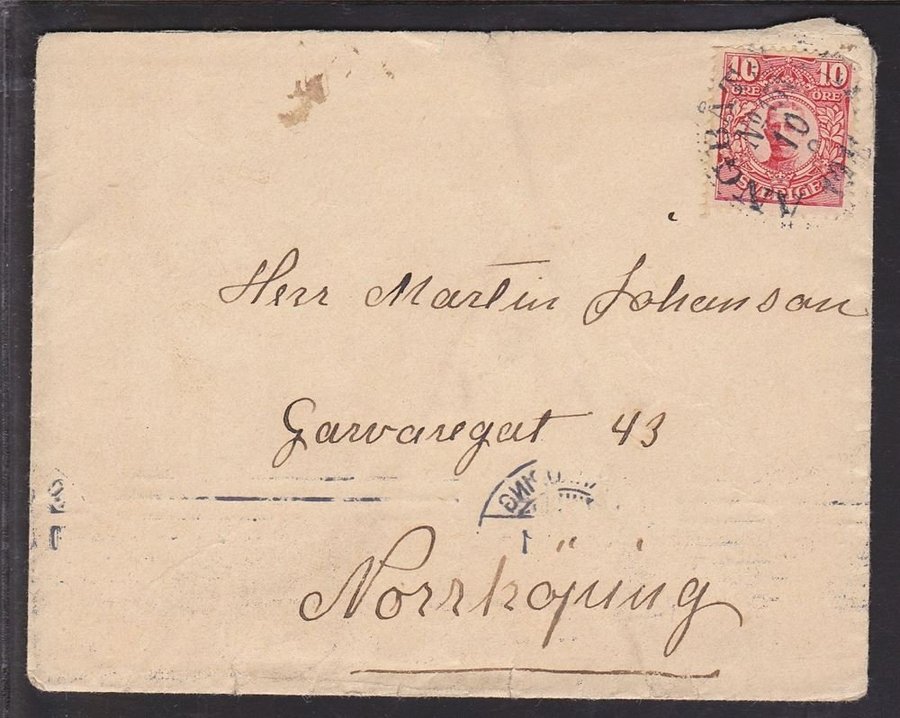 10 10
ÖRE ÖRE
SVERIGE
Herr Martin Johanson
Garvaregat 43
Norrköping